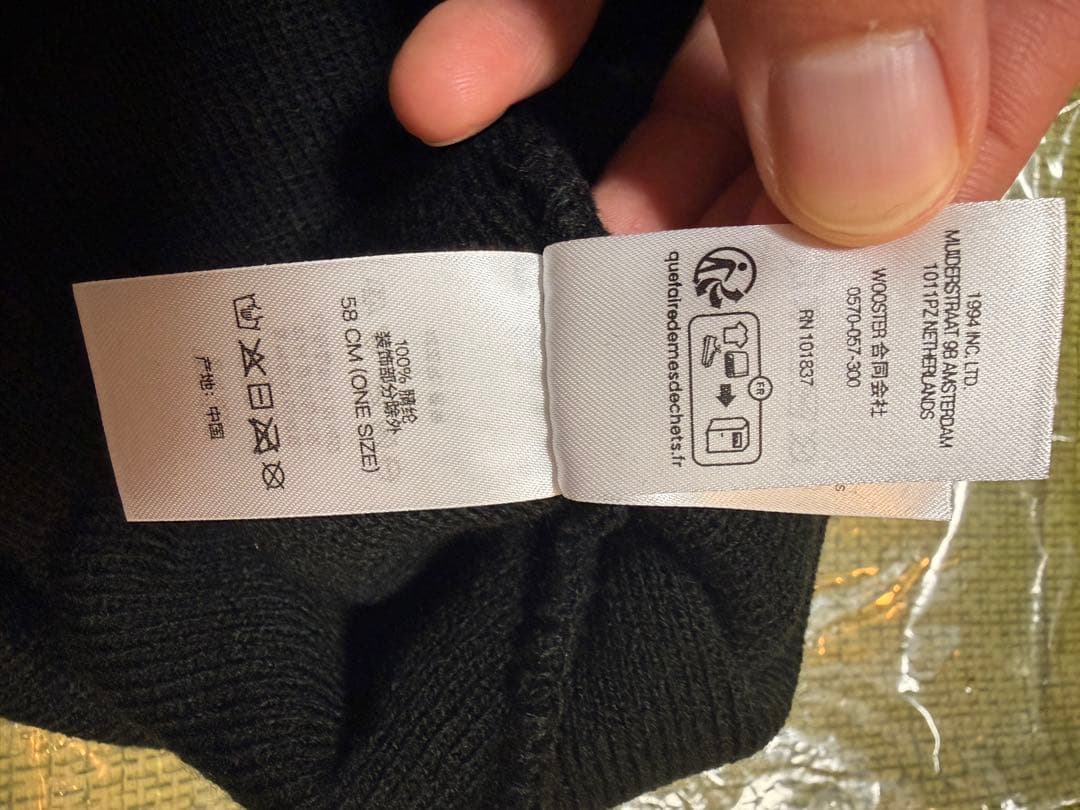 1994 INC, LTD.
MUIDERSTRAAT 9B AMSTERDAM
1011PZ NETHERLANDS
WOOSTER 合同会社
0570-057-300
RN 101837
FR
quefairedemesdechets.fr
100% 腈纶
装饰部分除外
58 CM (ONE SIZE)
产地: 中国